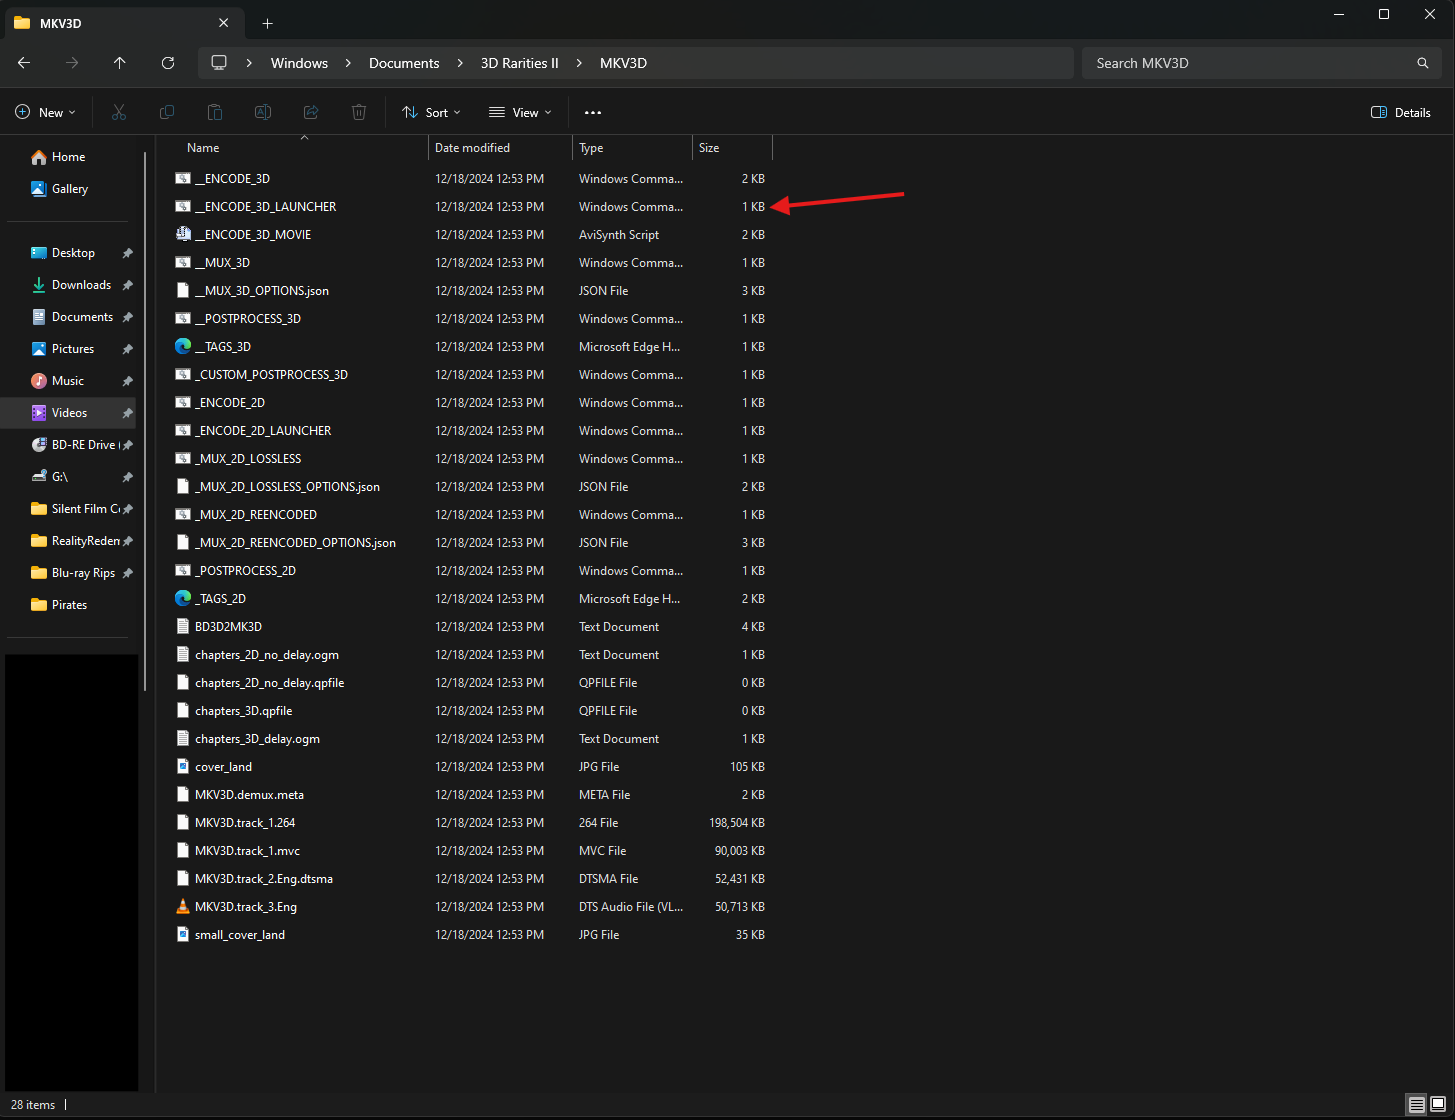 MKV3D
Windows Documents 3D Rarities II MKV3D Search MKV3D
New Sort View Details
Name Date modified Type Size
Home
Gallery
Desktop
Downloads
Documents
Pictures
Music
Videos
BD-RE Drive (
G:\
Silent Film Co
RealityRedem
Blu-ray Rips
Pirates
__ENCODE_3D 12/18/2024 12:53 PM Windows Comma... 2 KB
__ENCODE_3D_LAUNCHER 12/18/2024 12:53 PM Windows Comma... 1 KB
__ENCODE_3D_MOVIE 12/18/2024 12:53 PM AviSynth Script 2 KB
__MUX_3D 12/18/2024 12:53 PM Windows Comma... 1 KB
__MUX_3D_OPTIONS.json 12/18/2024 12:53 PM JSON File 3 KB
__POSTPROCESS_3D 12/18/2024 12:53 PM Windows Comma... 1 KB
__TAGS_3D 12/18/2024 12:53 PM Microsoft Edge H... 1 KB
_CUSTOM_POSTPROCESS_3D 12/18/2024 12:53 PM Windows Comma... 1 KB
_ENCODE_2D 12/18/2024 12:53 PM Windows Comma... 1 KB
_ENCODE_2D_LAUNCHER 12/18/2024 12:53 PM Windows Comma... 1 KB
_MUX_2D_LOSSLESS 12/18/2024 12:53 PM Windows Comma... 1 KB
_MUX_2D_LOSSLESS_OPTIONS.json 12/18/2024 12:53 PM JSON File 2 KB
_MUX_2D_REENCODED 12/18/2024 12:53 PM Windows Comma... 1 KB
_MUX_2D_REENCODED_OPTIONS.json 12/18/2024 12:53 PM JSON File 3 KB
_POSTPROCESS_2D 12/18/2024 12:53 PM Windows Comma... 1 KB
_TAGS_2D 12/18/2024 12:53 PM Microsoft Edge H... 2 KB
BD3D2MK3D 12/18/2024 12:53 PM Text Document 4 KB
chapters_2D_no_delay.ogm 12/18/2024 12:53 PM Text Document 1 KB
chapters_2D_no_delay.qpfile 12/18/2024 12:53 PM QPFILE File 0 KB
chapters_3D.qpfile 12/18/2024 12:53 PM QPFILE File 0 KB
chapters_3D_delay.ogm 12/18/2024 12:53 PM Text Document 1 KB
cover_land 12/18/2024 12:53 PM JPG File 105 KB
MKV3D.demux.meta 12/18/2024 12:53 PM META File 2 KB
MKV3D.track_1.264 12/18/2024 12:53 PM 264 File 198,504 KB
MKV3D.track_1.mvc 12/18/2024 12:53 PM MVC File 90,003 KB
MKV3D.track_2.Eng.dtsma 12/18/2024 12:53 PM DTSMA File 52,431 KB
MKV3D.track_3.Eng 12/18/2024 12:53 PM DTS Audio File (VL... 50,713 KB
small_cover_land 12/18/2024 12:53 PM JPG File 35 KB
28 items